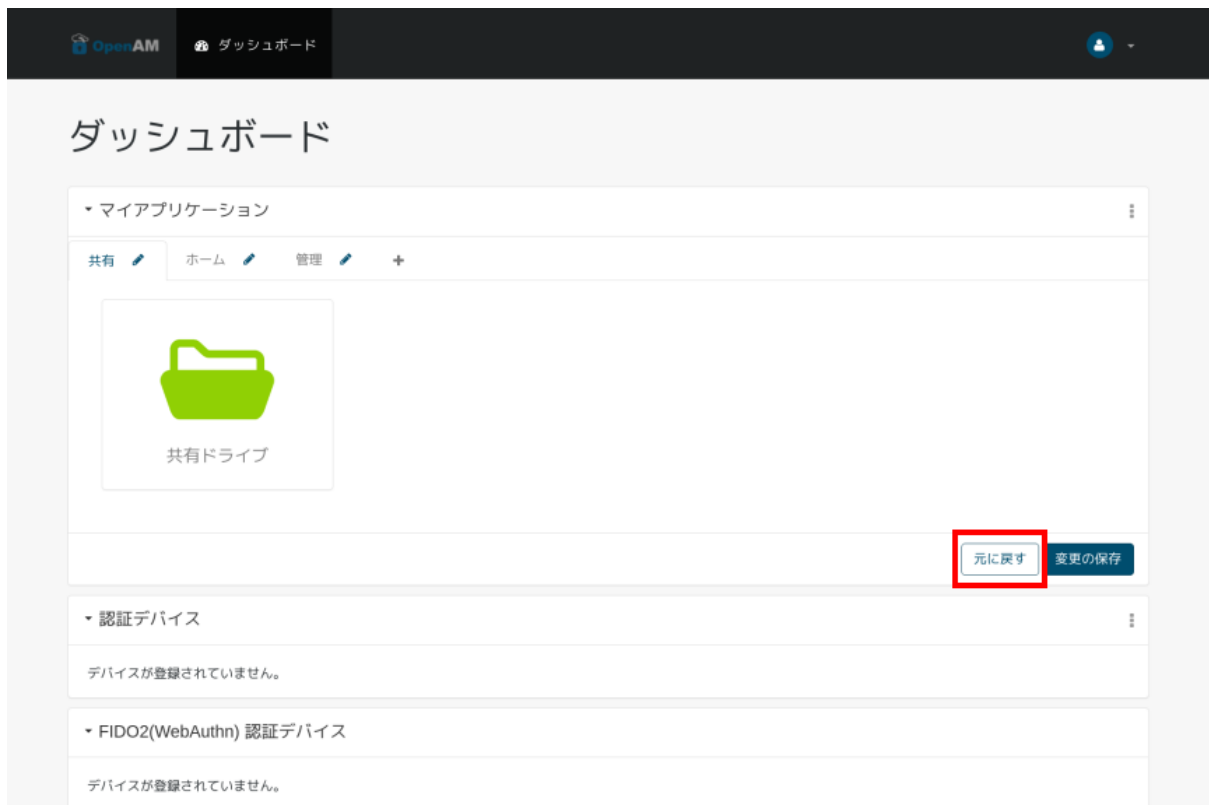 OpenAM ダッシュボード
ダッシュボード
マイアプリケーション
共有 ホーム 管理 +
共有ドライブ
元に戻す 変更の保存
認証デバイス
デバイスが登録されていません。
FIDO2(WebAuthn) 認証デバイス
デバイスが登録されていません。